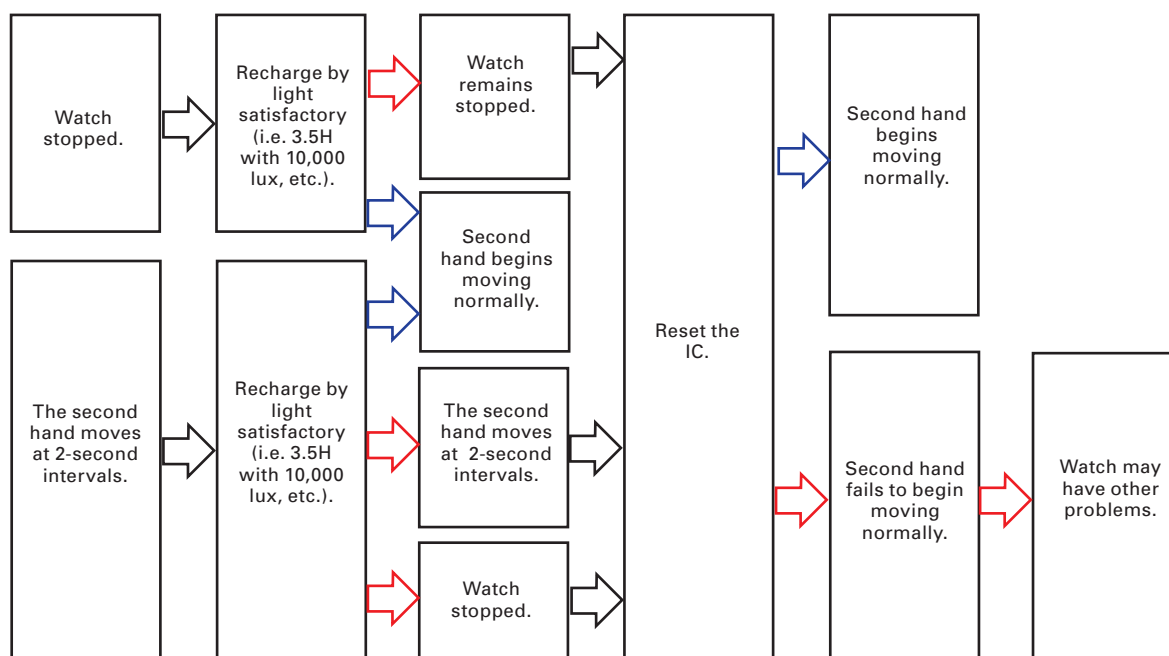 Watch
stopped.
Recharge by
light
satisfactory
(i.e. 3.5H
with 10,000
lux, etc.).
Watch
remains
stopped.
Second
hand begins
moving
normally.
The second
hand moves
at 2-second
intervals.
Recharge by
light
satisfactory
(i.e. 3.5H
with 10,000
lux, etc.).
The second
hand moves
at 2-second
intervals.
Watch
stopped.
Reset the
IC.
Second hand
begins
moving
normally.
Second hand
fails to begin
moving
normally.
Watch may
have other
problems.